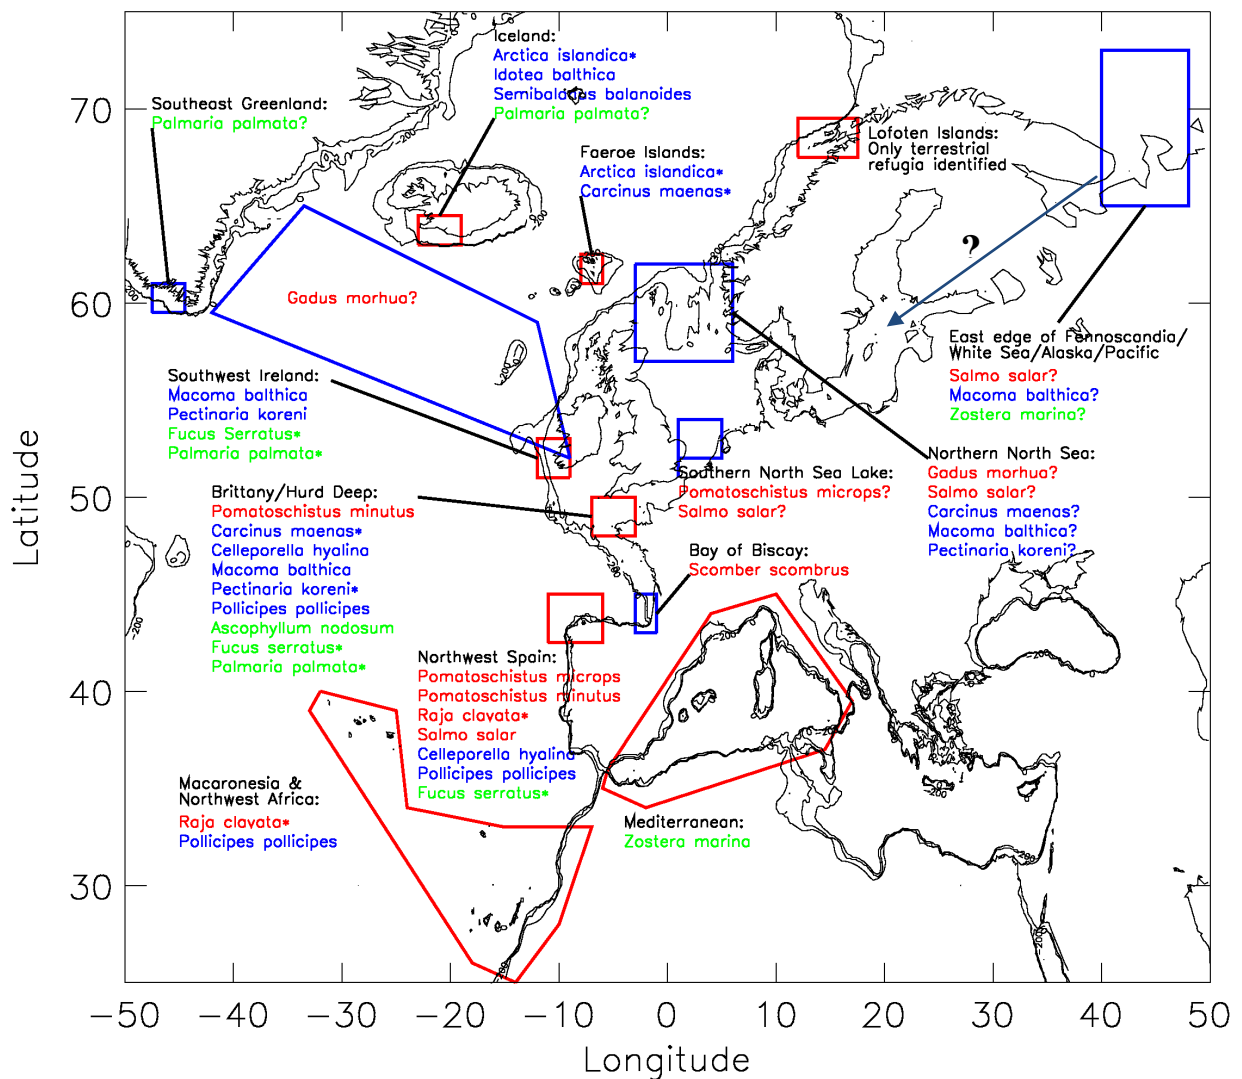 Iceland:
Arctica islandica*
Idotea balthica
Semibalanus balanoides
Palmaria palmata?
Southeast Greenland:
Palmaria palmata?
Faeroe Islands:
Arctica islandica*
Carcinus maenas*
Lofoten Islands:
Only terrestrial
refugia identified
?
Gadus morhua?
East edge of Fennoscandia/
White Sea/Alaska/Pacific
Salmo salar?
Macoma balthica?
Zostera marina?
Southwest Ireland:
Macoma balthica
Pectinaria koreni
Fucus Serratus*
Palmaria palmata*
Northern North Sea:
Gadus morhua?
Salmo salar?
Carcinus maenas?
Macoma balthica?
Pectinaria koreni?
Southern North Sea Lake:
Pomatoschistus microps?
Salmo salar?
Brittany/Hurd Deep:
Pomatoschistus minutus
Carcinus maenas*
Celleporella hyalina
Macoma balthica
Pectinaria koreni*
Pollicipes pollicipes
Ascophyllum nodosum
Fucus serratus*
Palmaria palmata*
Bay of Biscay:
Scomber scombrus
Northwest Spain:
Pomatoschistus microps
Pomatoschistus minutus
Raja clavata*
Salmo salar
Celleporella hyalina
Pollicipes pollicipes
Fucus serratus*
Macaronesia &
Northwest Africa:
Raja clavata*
Pollicipes pollicipes
Mediterranean:
Zostera marina
70
60
50
40
30
Latitude
-50 -40 -30 -20 -10 0 10 20 30 40 50
Longitude